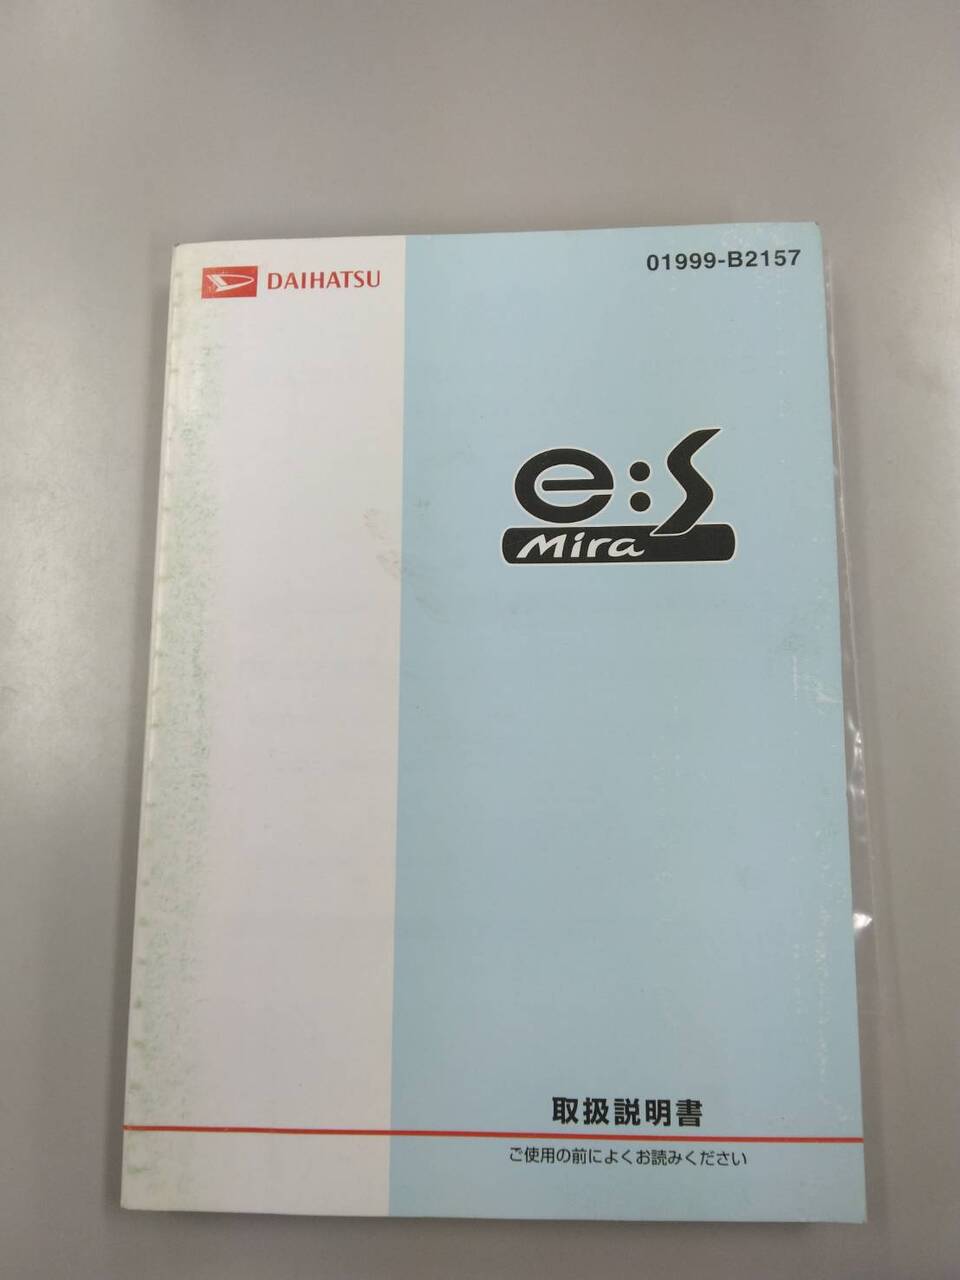 DAIHATSU
01999-B2157
e:S
Mira
取扱説明書
ご使用の前によくお読みください